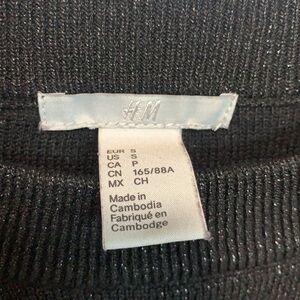 H&M
EUR S
US S
CA P
CN 165/88A
MX CH
Made in
Cambodia
Fabriqué en
Cambodge